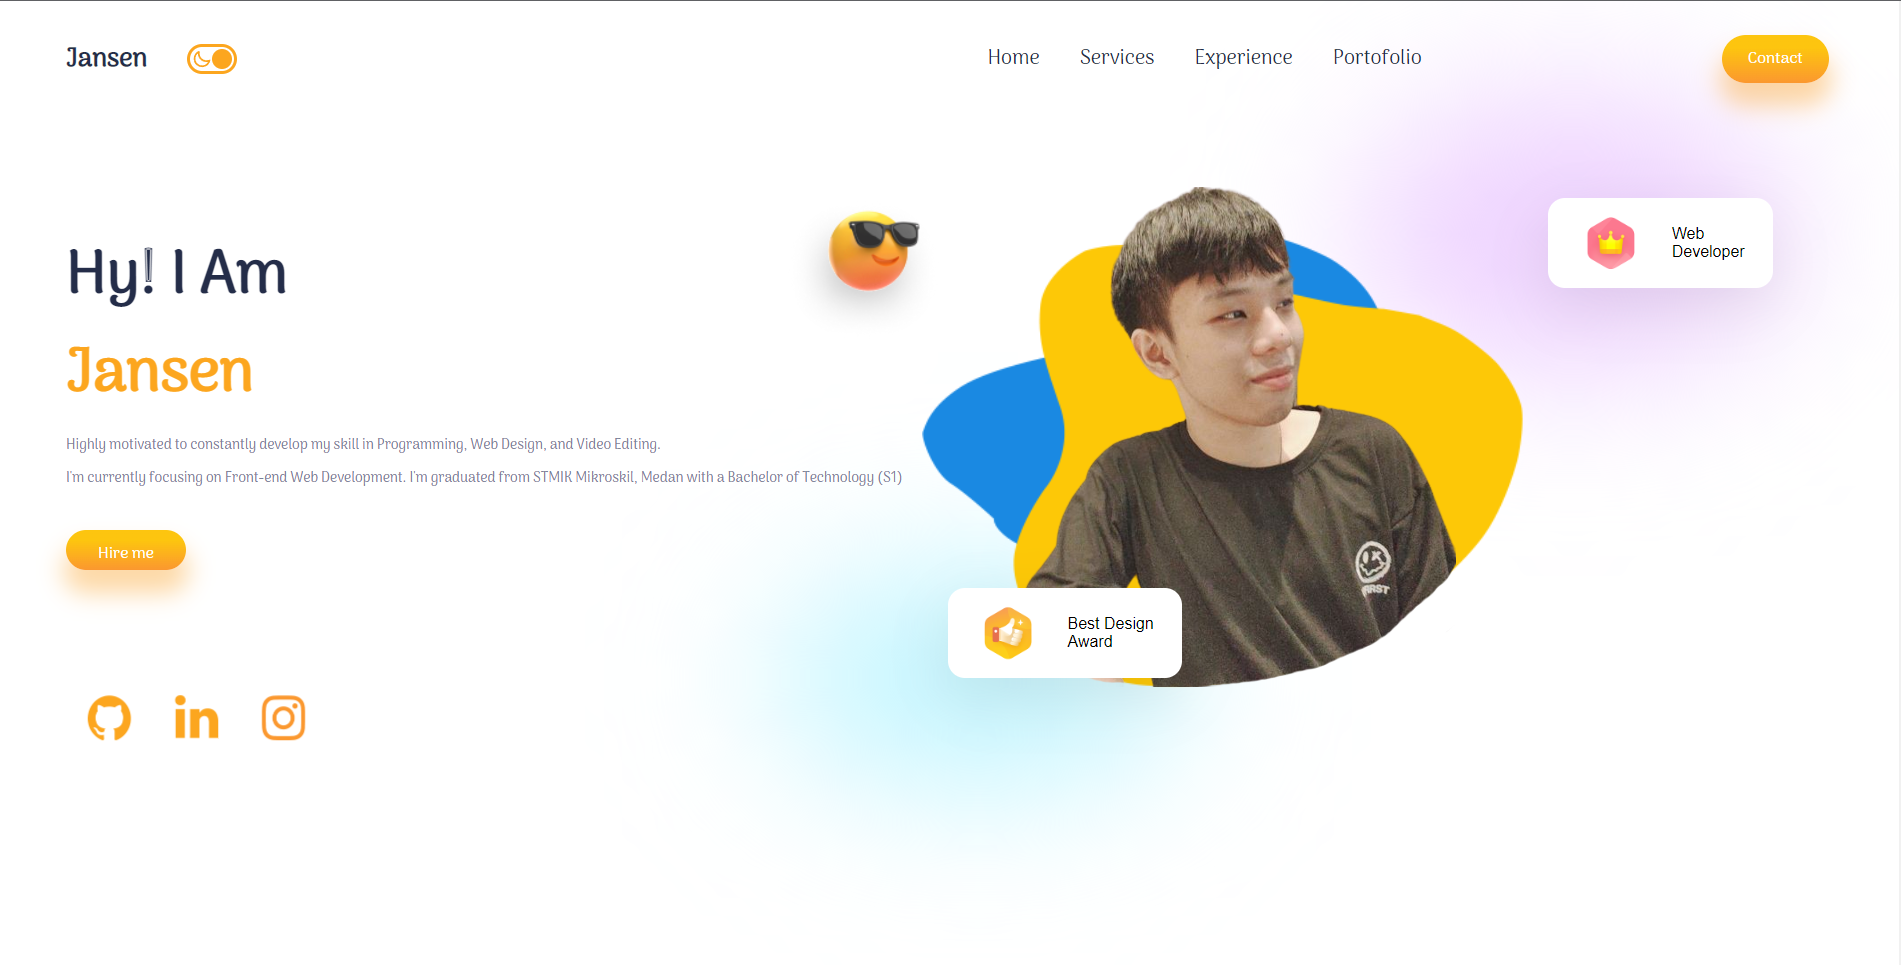 Jansen
Home Services Experience Portofolio
Contact
Hy! I Am
Jansen
Highly motivated to constantly develop my skill in Programming, Web Design, and Video Editing.
I'm currently focusing on Front-end Web Development. I'm graduated from STMIK Mikroskil, Medan with a Bachelor of Technology (S1)
Hire me
Web
Developer
Best Design
Award
in